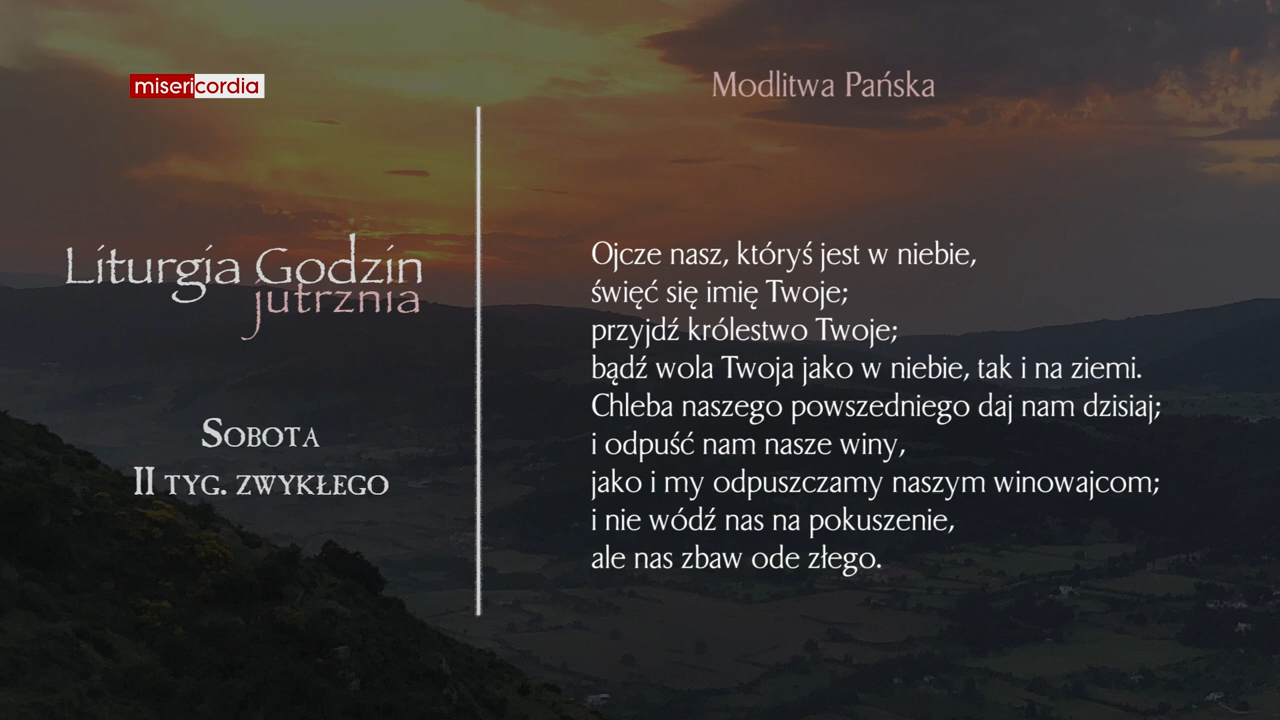 misericordia
Liturgia Godzin
jutrznia
Sobota
II tyg. zwykłego
Modlitwa Pańska
Ojcze nasz, któryś jest w niebie,
święć się imię Twoje;
przyjdź królestwo Twoje;
bądź wola Twoja jako w niebie, tak i na ziemi.
Chleba naszego powszedniego daj nam dzisiaj;
i odpuść nam nasze winy,
jako i my odpuszczamy naszym winowajcom;
i nie wódź nas na pokuszenie,
ale nas zbaw ode złego.